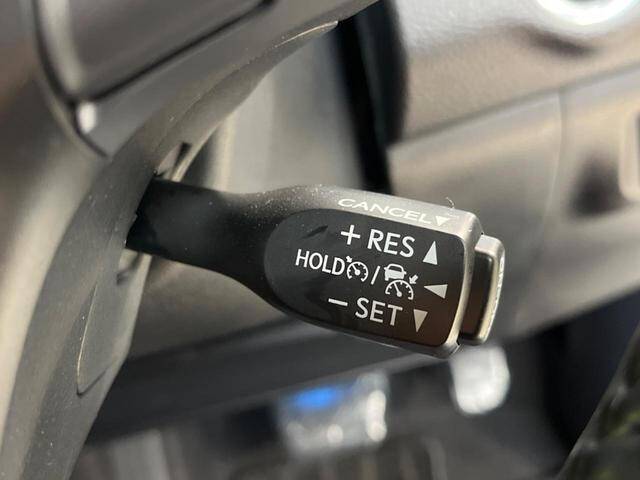 CANCEL▼
+ RES ▲
HOLD / ◀
− SET ▼